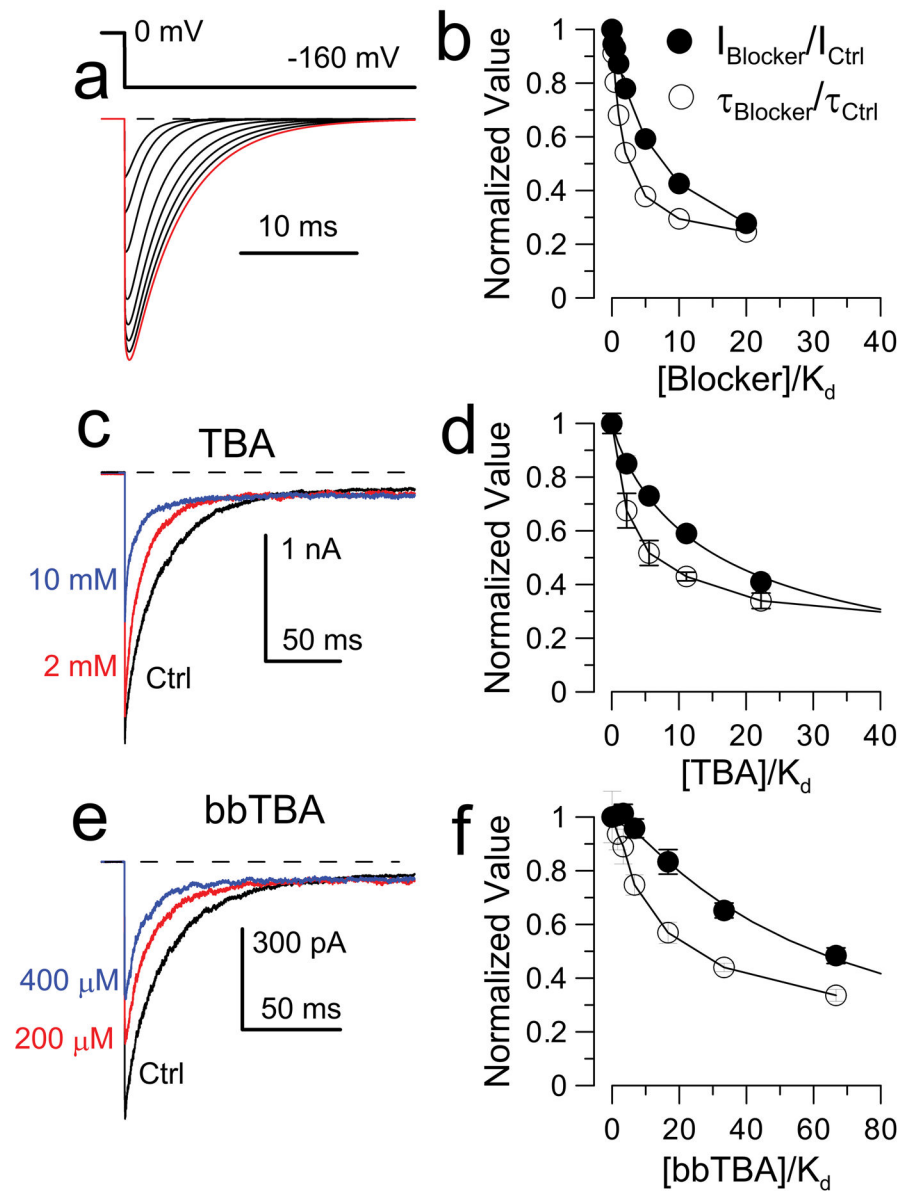 a
0 mV
-160 mV
10 ms
b
I_Blocker/I_Ctrl
τ_Blocker/τ_Ctrl
Normalized Value
1
0.8
0.6
0.4
0.2
0
0 10 20 30 40
[Blocker]/K_d
c
TBA
10 mM
2 mM
Ctrl
1 nA
50 ms
d
Normalized Value
1
0.8
0.6
0.4
0.2
0
0 10 20 30 40
[TBA]/K_d
e
bbTBA
400 μM
200 μM
Ctrl
300 pA
50 ms
f
Normalized Value
1
0.8
0.6
0.4
0.2
0
0 20 40 60 80
[bbTBA]/K_d